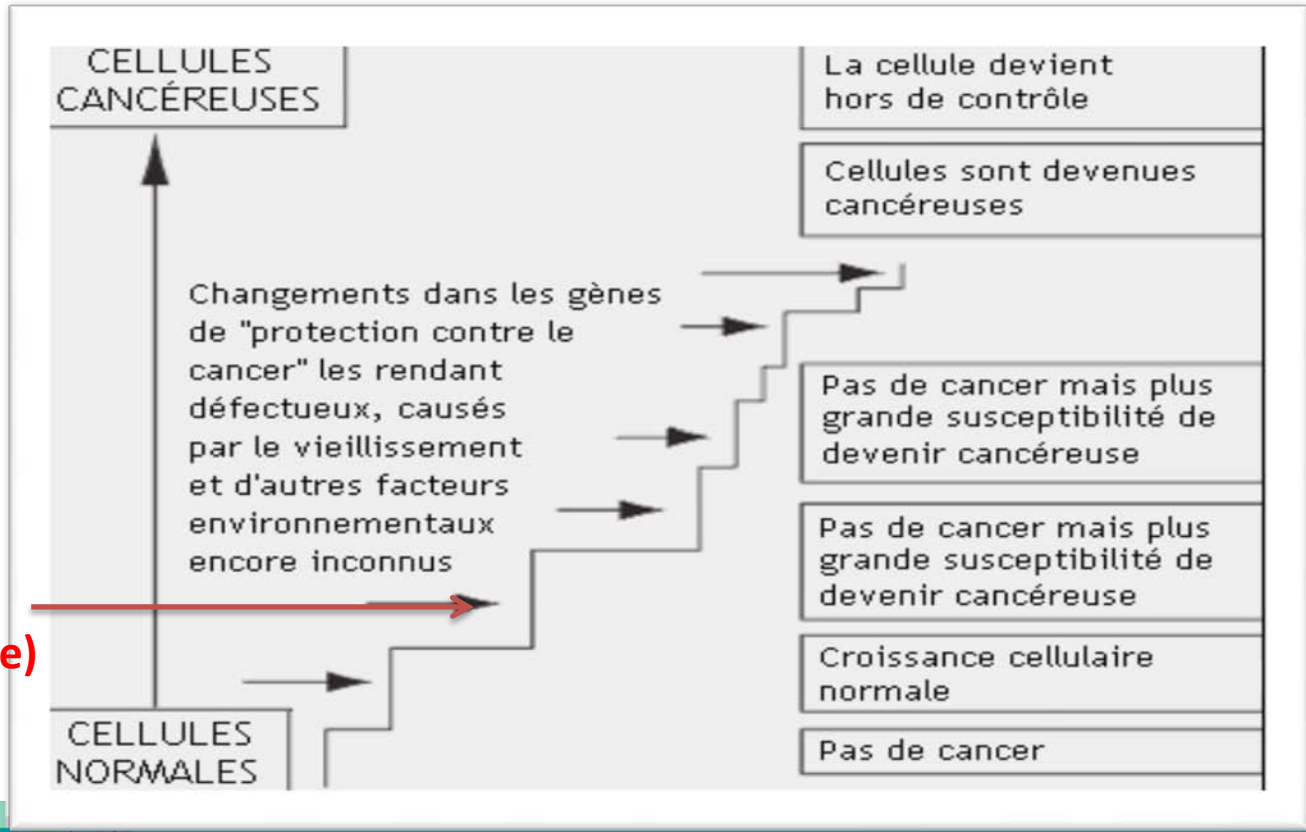 CELLULES
CANCÉREUSES
La cellule devient
hors de contrôle
Cellules sont devenues
cancéreuses
Changements dans les gènes
de "protection contre le
cancer" les rendant
défectueux, causés
par le vieillissement
et d'autres facteurs
environnementaux
encore inconnus
Pas de cancer mais plus
grande susceptibilité de
devenir cancéreuse
Pas de cancer mais plus
grande susceptibilité de
devenir cancéreuse
e)
Croissance cellulaire
normale
CELLULES
NORMALES
Pas de cancer